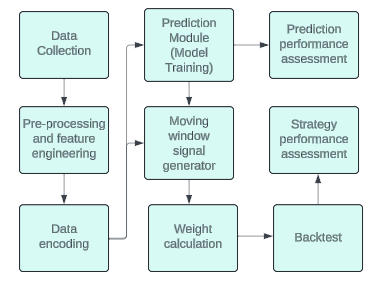 Data
Collection
Pre-processing
and feature
engineering
Data
encoding
Prediction
Module
(Model
Training)
Moving
window
signal
generator
Weight
calculation
Prediction
performance
assessment
Strategy
performance
assessment
Backtest